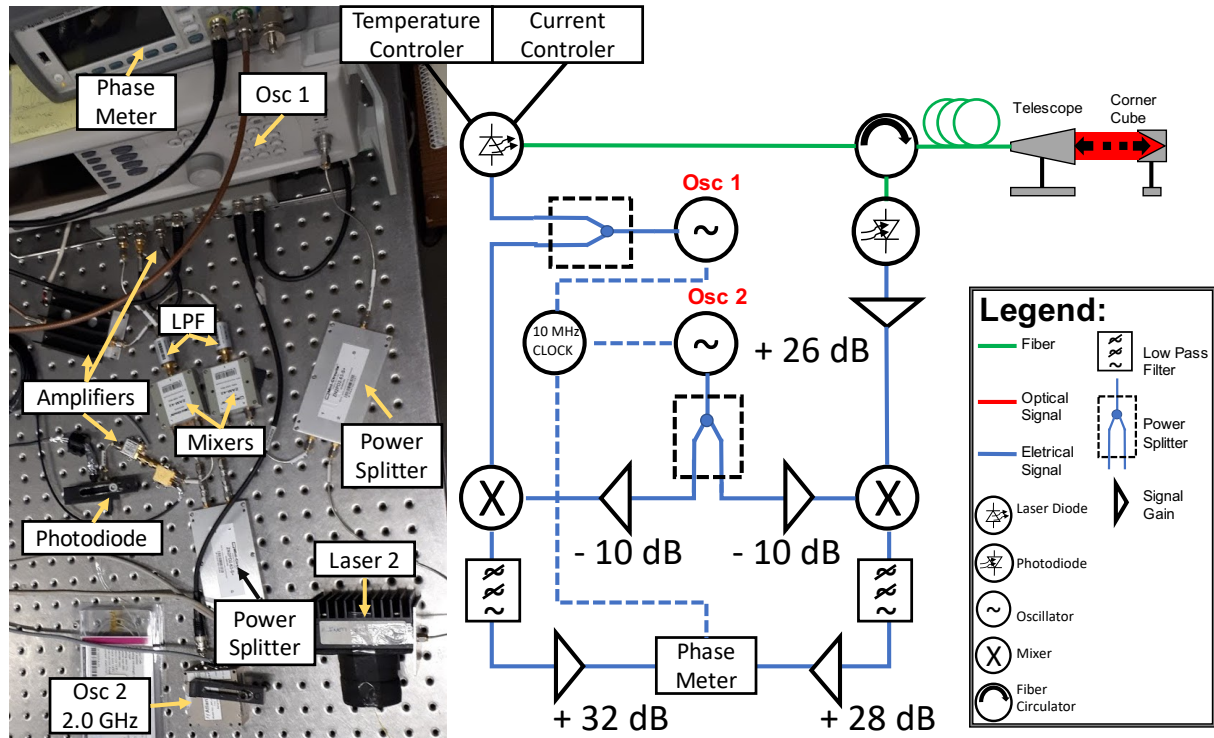 Phase
Meter
Osc 1
LPF
Amplifiers
Mixers
Power
Splitter
Photodiode
Laser 2
Power
Splitter
Osc 2
2.0 GHz
Temperature
Controler
Current
Controler
Telescope
Corner
Cube
Osc 1
Osc 2
10 MHz
CLOCK
+ 26 dB
- 10 dB
- 10 dB
Phase
Meter
+ 32 dB
+ 28 dB
Legend:
Fiber
Low Pass
Filter
Optical
Signal
Power
Splitter
Eletrical
Signal
Signal
Gain
Laser Diode
Photodiode
Oscillator
Mixer
Fiber
Circulator